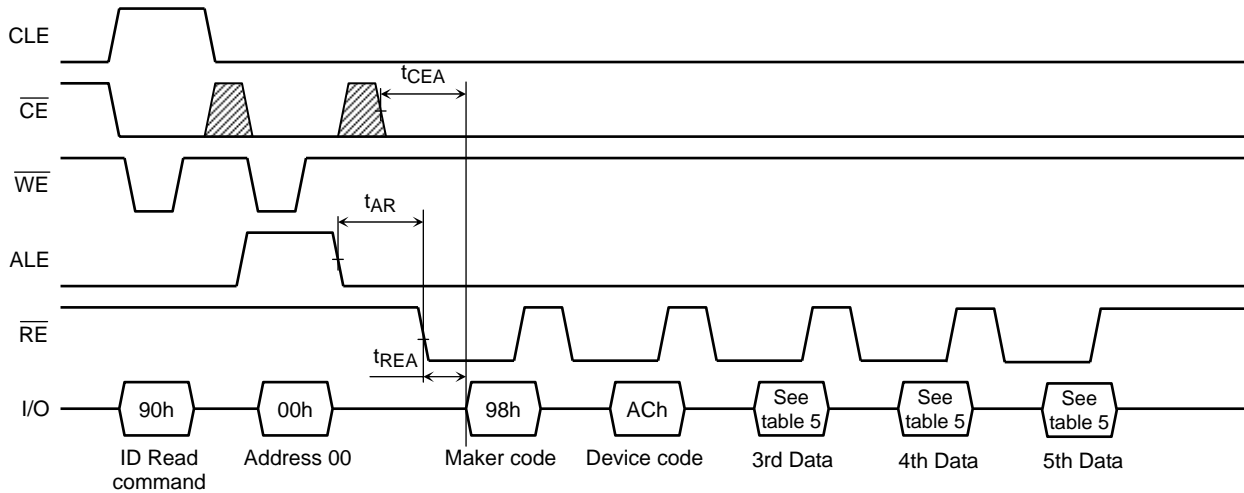 CLE
tCEA
CE
WE
tAR
ALE
RE
tREA
I/O 90h 00h 98h ACh See table 5 See table 5 See table 5
ID Read command Address 00 Maker code Device code 3rd Data 4th Data 5th Data